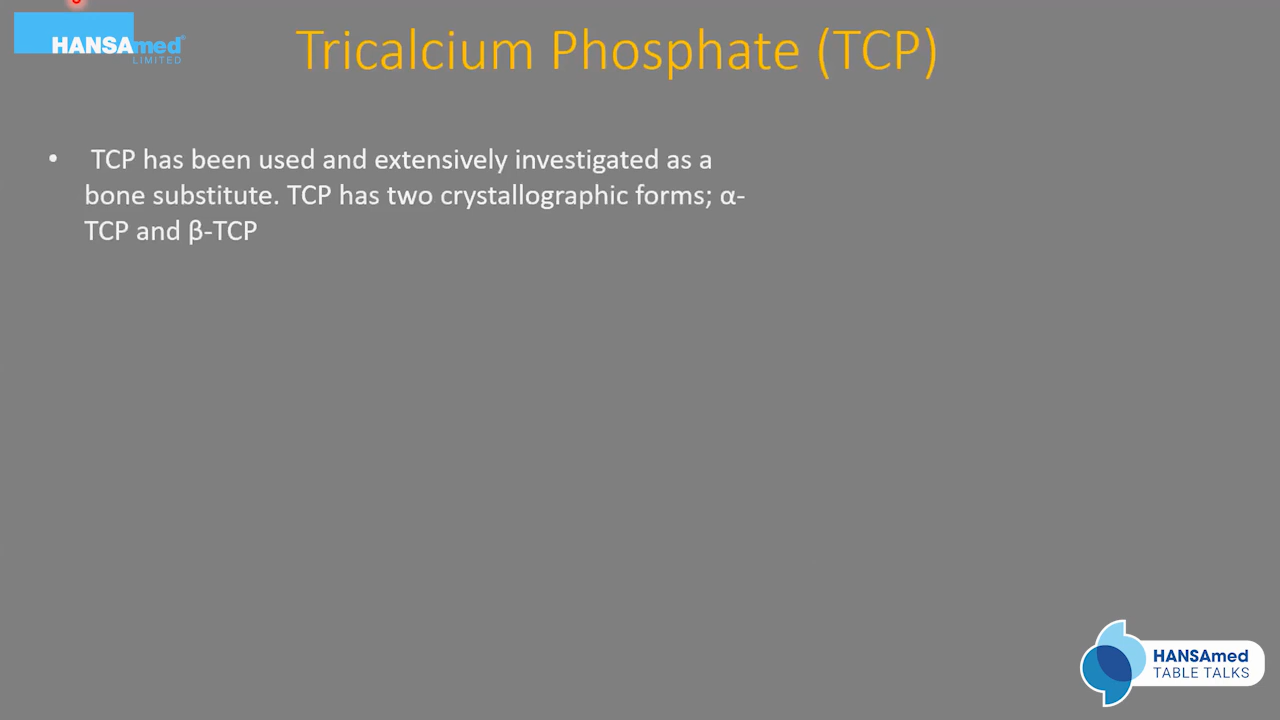 HANSAmed®
LIMITED
Tricalcium Phosphate (TCP)
• TCP has been used and extensively investigated as a
bone substitute. TCP has two crystallographic forms; α-
TCP and β-TCP
HANSAmed
TABLE TALKS